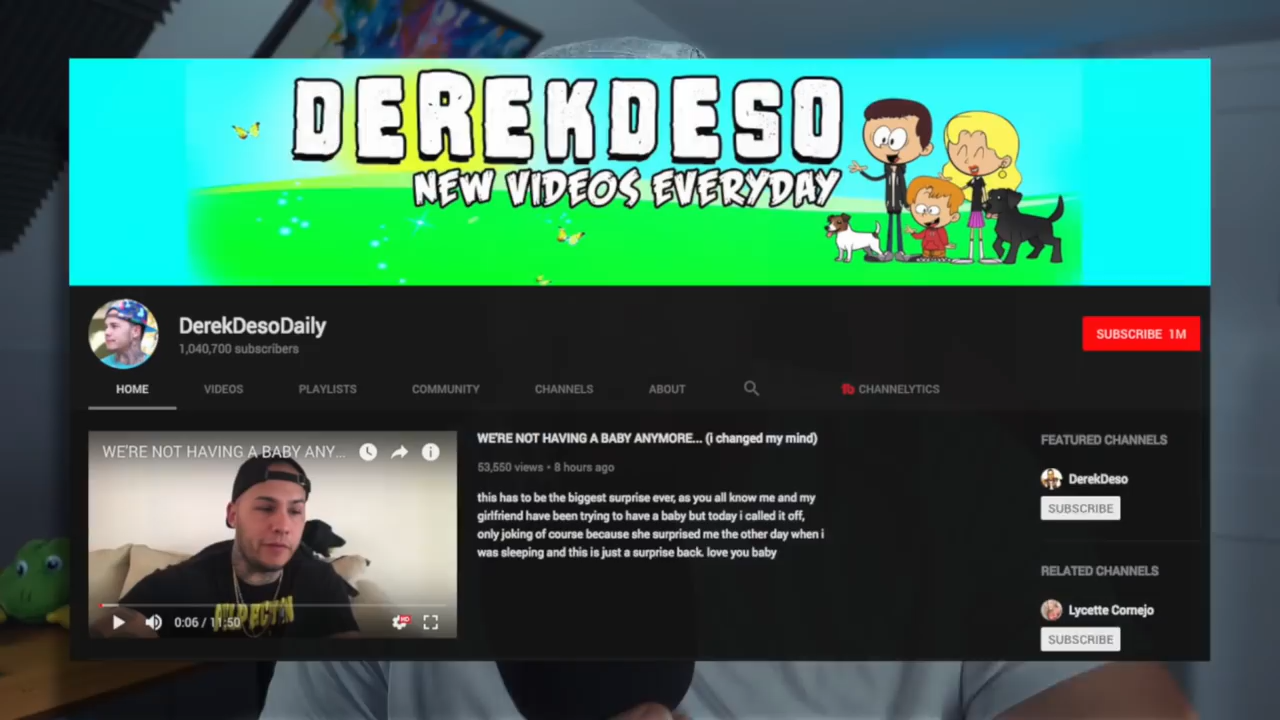 DEREKDESO
NEW VIDEOS EVERYDAY
DerekDesoDaily
1,040,700 subscribers
SUBSCRIBE 1M
HOME
VIDEOS
PLAYLISTS
COMMUNITY
CHANNELS
ABOUT
CHANNELYTICS
WE'RE NOT HAVING A BABY ANY...
0:06 / 11:50
WE'RE NOT HAVING A BABY ANYMORE... (i changed my mind)
53,550 views • 8 hours ago
this has to be the biggest surprise ever, as you all know me and my
girlfriend have been trying to have a baby but today i called it off,
only joking of course because she surprised me the other day when i
was sleeping and this is just a surprise back. love you baby
FEATURED CHANNELS
DerekDeso
SUBSCRIBE
RELATED CHANNELS
Lycette Cornejo
SUBSCRIBE